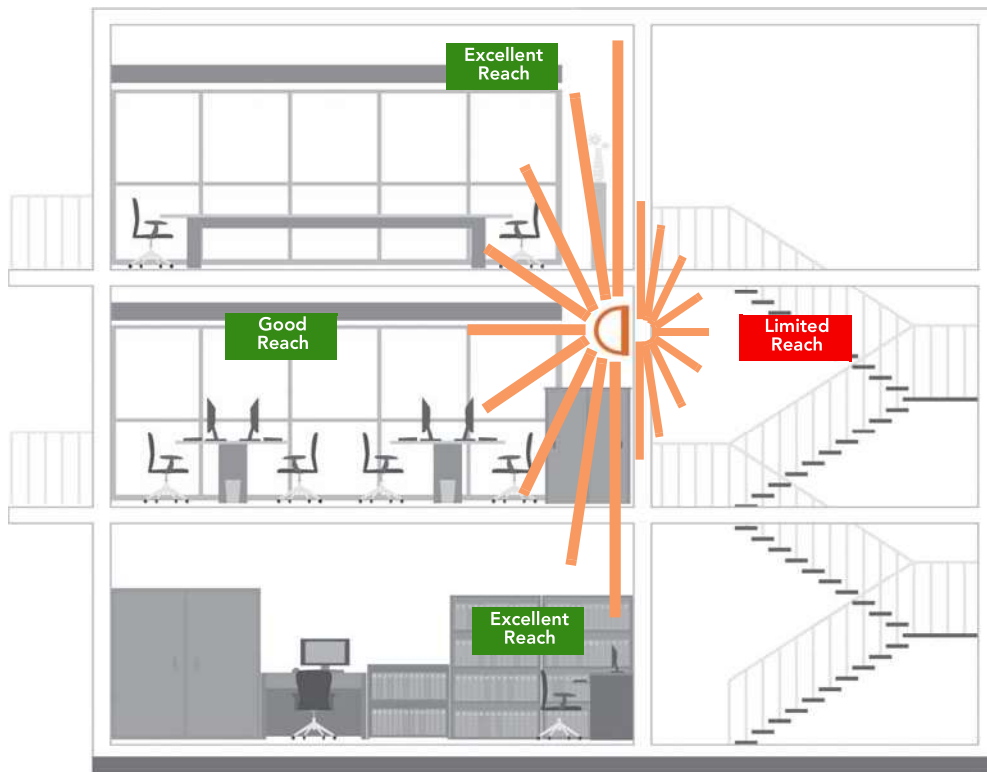 Excellent
Reach
Good
Reach
Limited
Reach
Excellent
Reach